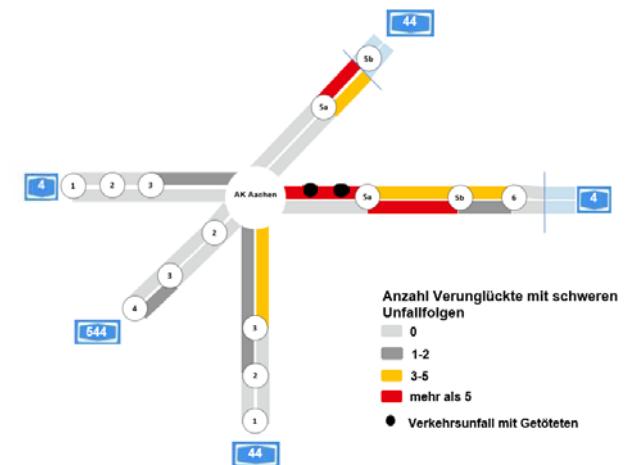 44
5b
5a
4
1
2
3
AK Aachen
5a
5b
6
4
2
3
4
544
3
2
1
44
Anzahl Verunglückte mit schweren
Unfallfolgen
0
1-2
3-5
mehr als 5
Verkehrsunfall mit Getöteten